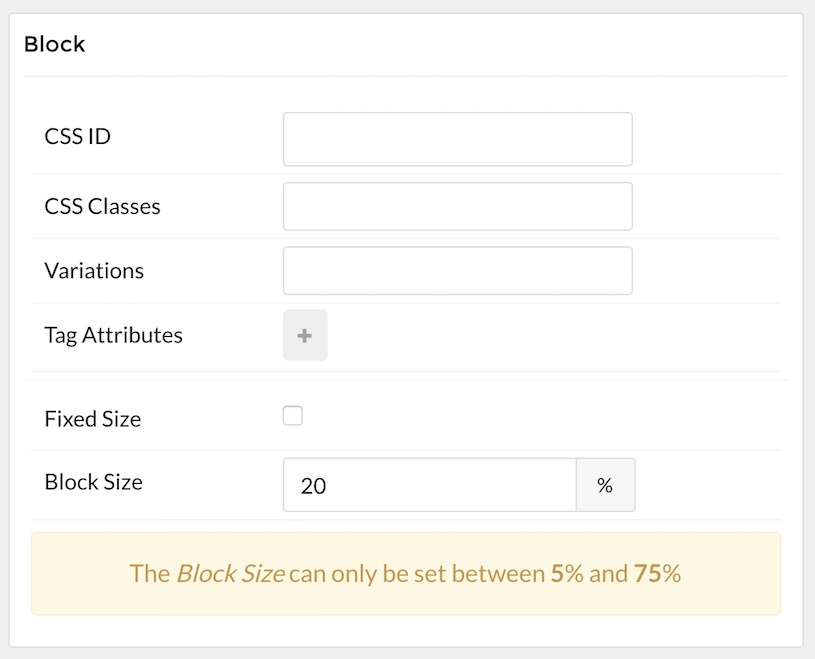 Block
CSS ID
CSS Classes
Variations
Tag Attributes
+
Fixed Size
Block Size
20
%
The Block Size can only be set between 5% and 75%